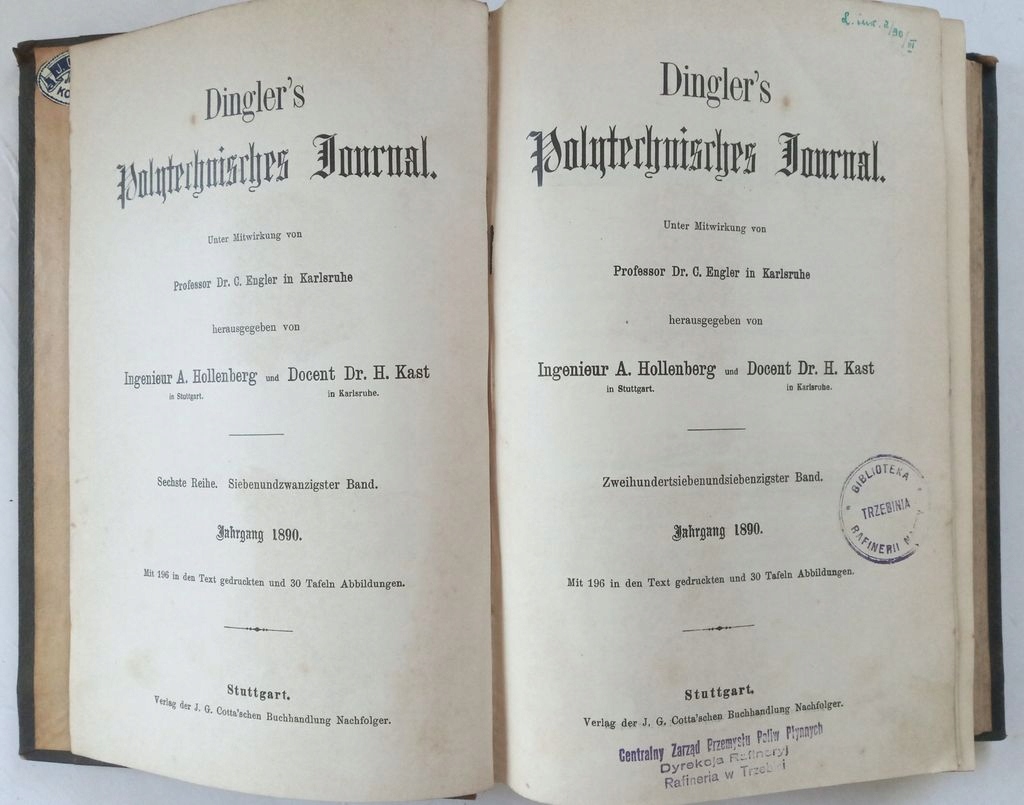 Dingler's
Polytechnisches Journal.
Unter Mitwirkung von
Professor Dr. C. Engler in Karlsruhe
herausgegeben von
Ingenieur A. Hollenberg und Docent Dr. H. Kast
in Stuttgart. in Karlsruhe.
Sechste Reihe. Siebenundzwanzigster Band.
Jahrgang 1890.
Mit 196 in den Text gedruckten und 30 Tafeln Abbildungen.
Stuttgart.
Verlag der J. G. Cotta'schen Buchhandlung Nachfolger.
Dingler's
Polytechnisches Journal.
Unter Mitwirkung von
Professor Dr. C. Engler in Karlsruhe
herausgegeben von
Ingenieur A. Hollenberg und Docent Dr. H. Kast
in Stuttgart. in Karlsruhe.
Zweihundertsiebenundsiebenzigster Band.
Jahrgang 1890.
Mit 196 in den Text gedruckten und 30 Tafeln Abbildungen.
BIBLIOTEKA
TRZEBINIA
RAFINERII
Stuttgart.
Verlag der J. G. Cotta'schen Buchhandlung Nachfolger.
Centralny Zarząd Przemysłu Paliw Płynnych
Dyrekcja Rafineryj
Rafineria w